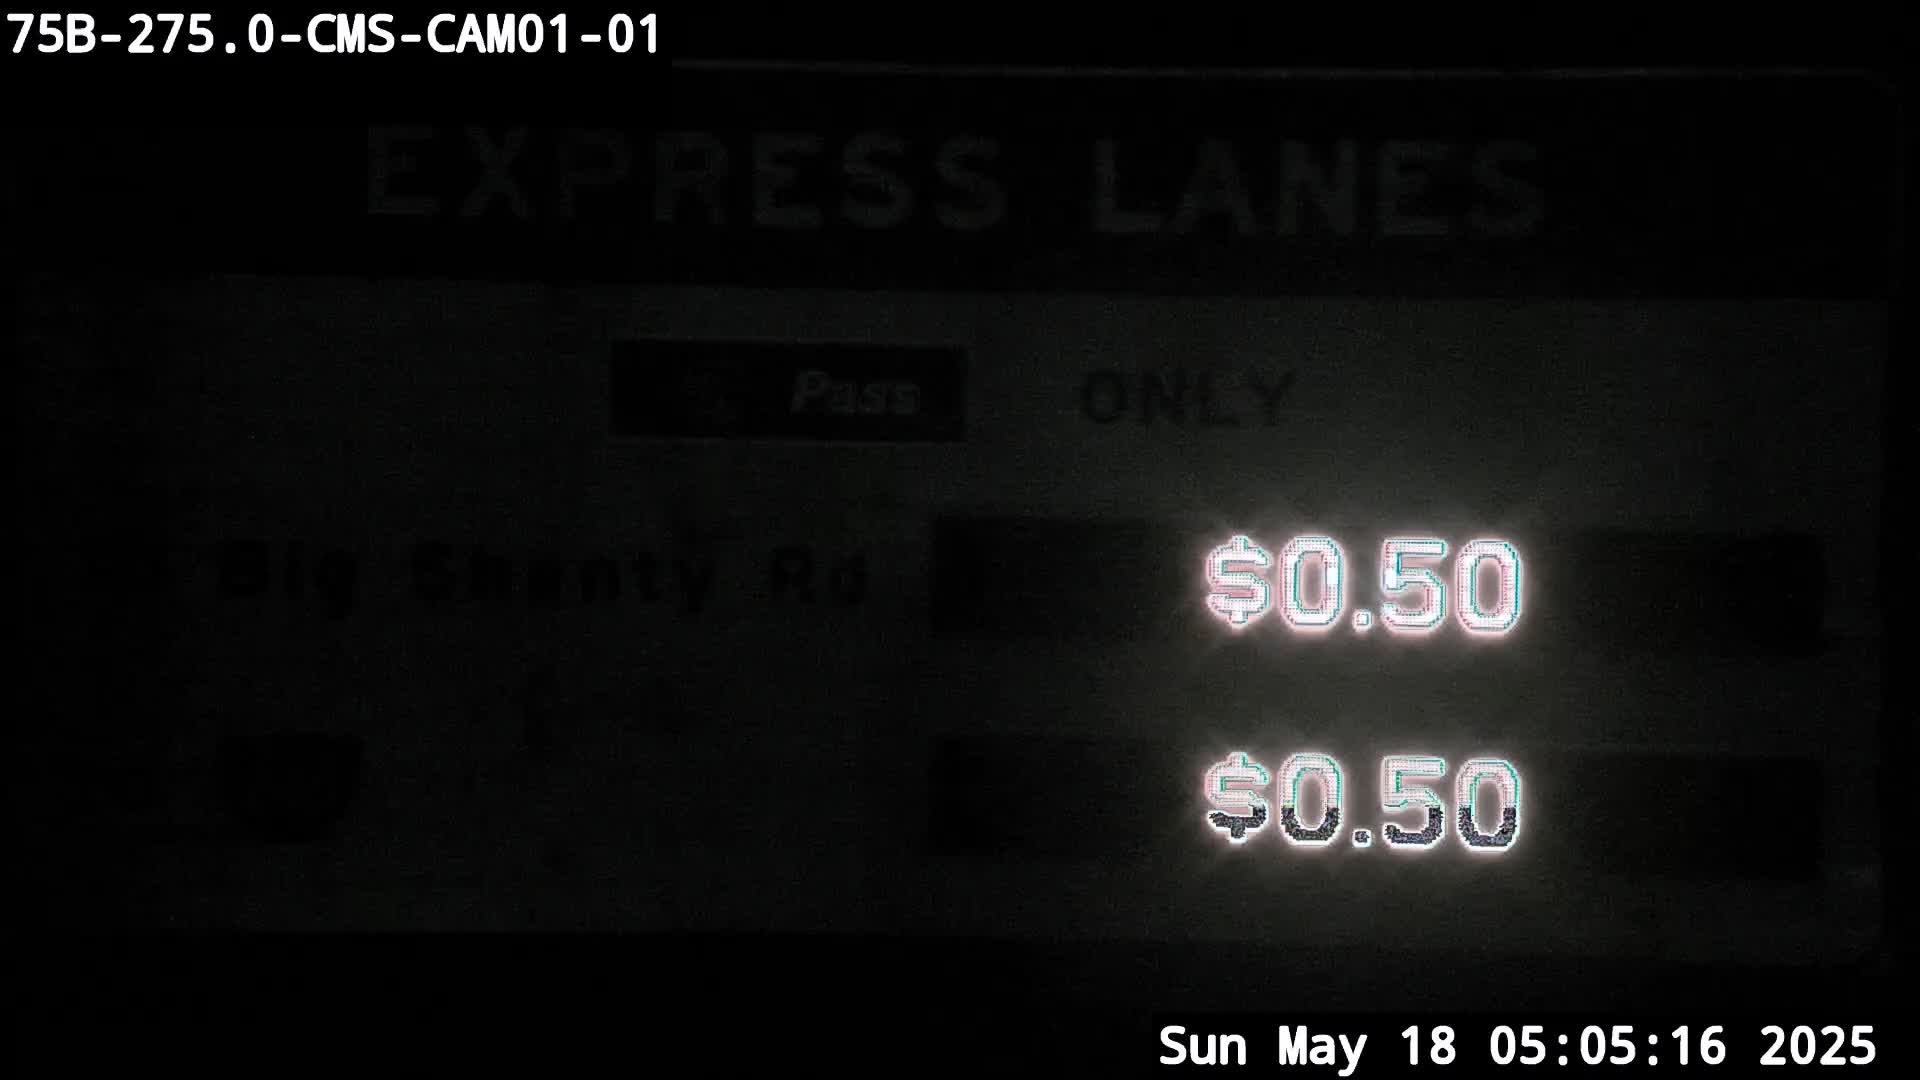 75B-275.0-CMS-CAM01-01
EXPRESS LANES
Pass ONLY
Big Shanty Rd $0.50
$0.50
Sun May 18 05:05:16 2025